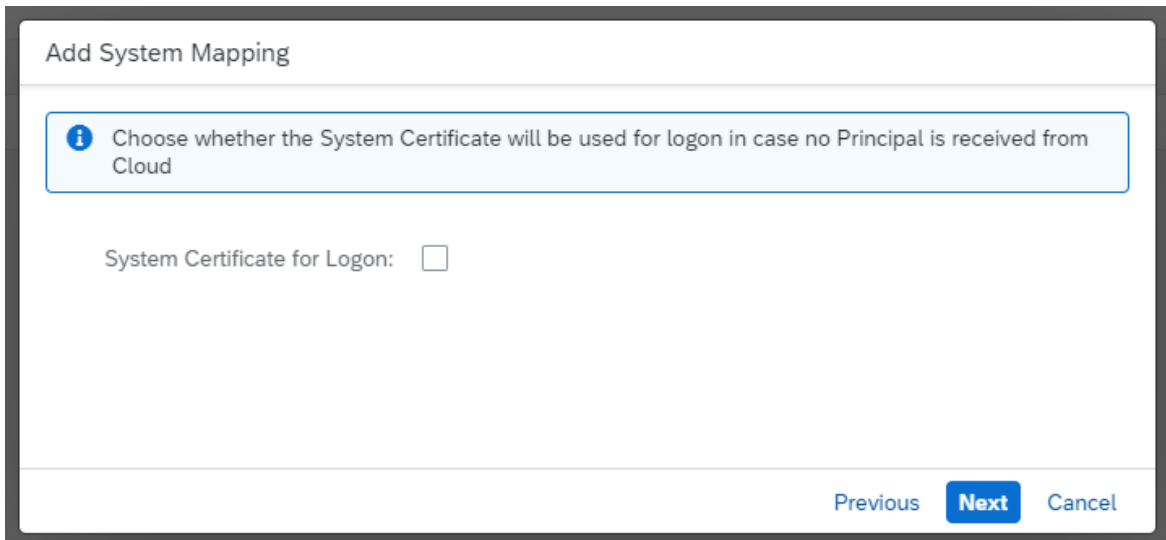 Add System Mapping
Choose whether the System Certificate will be used for logon in case no Principal is received from
Cloud
System Certificate for Logon:
Previous Next Cancel